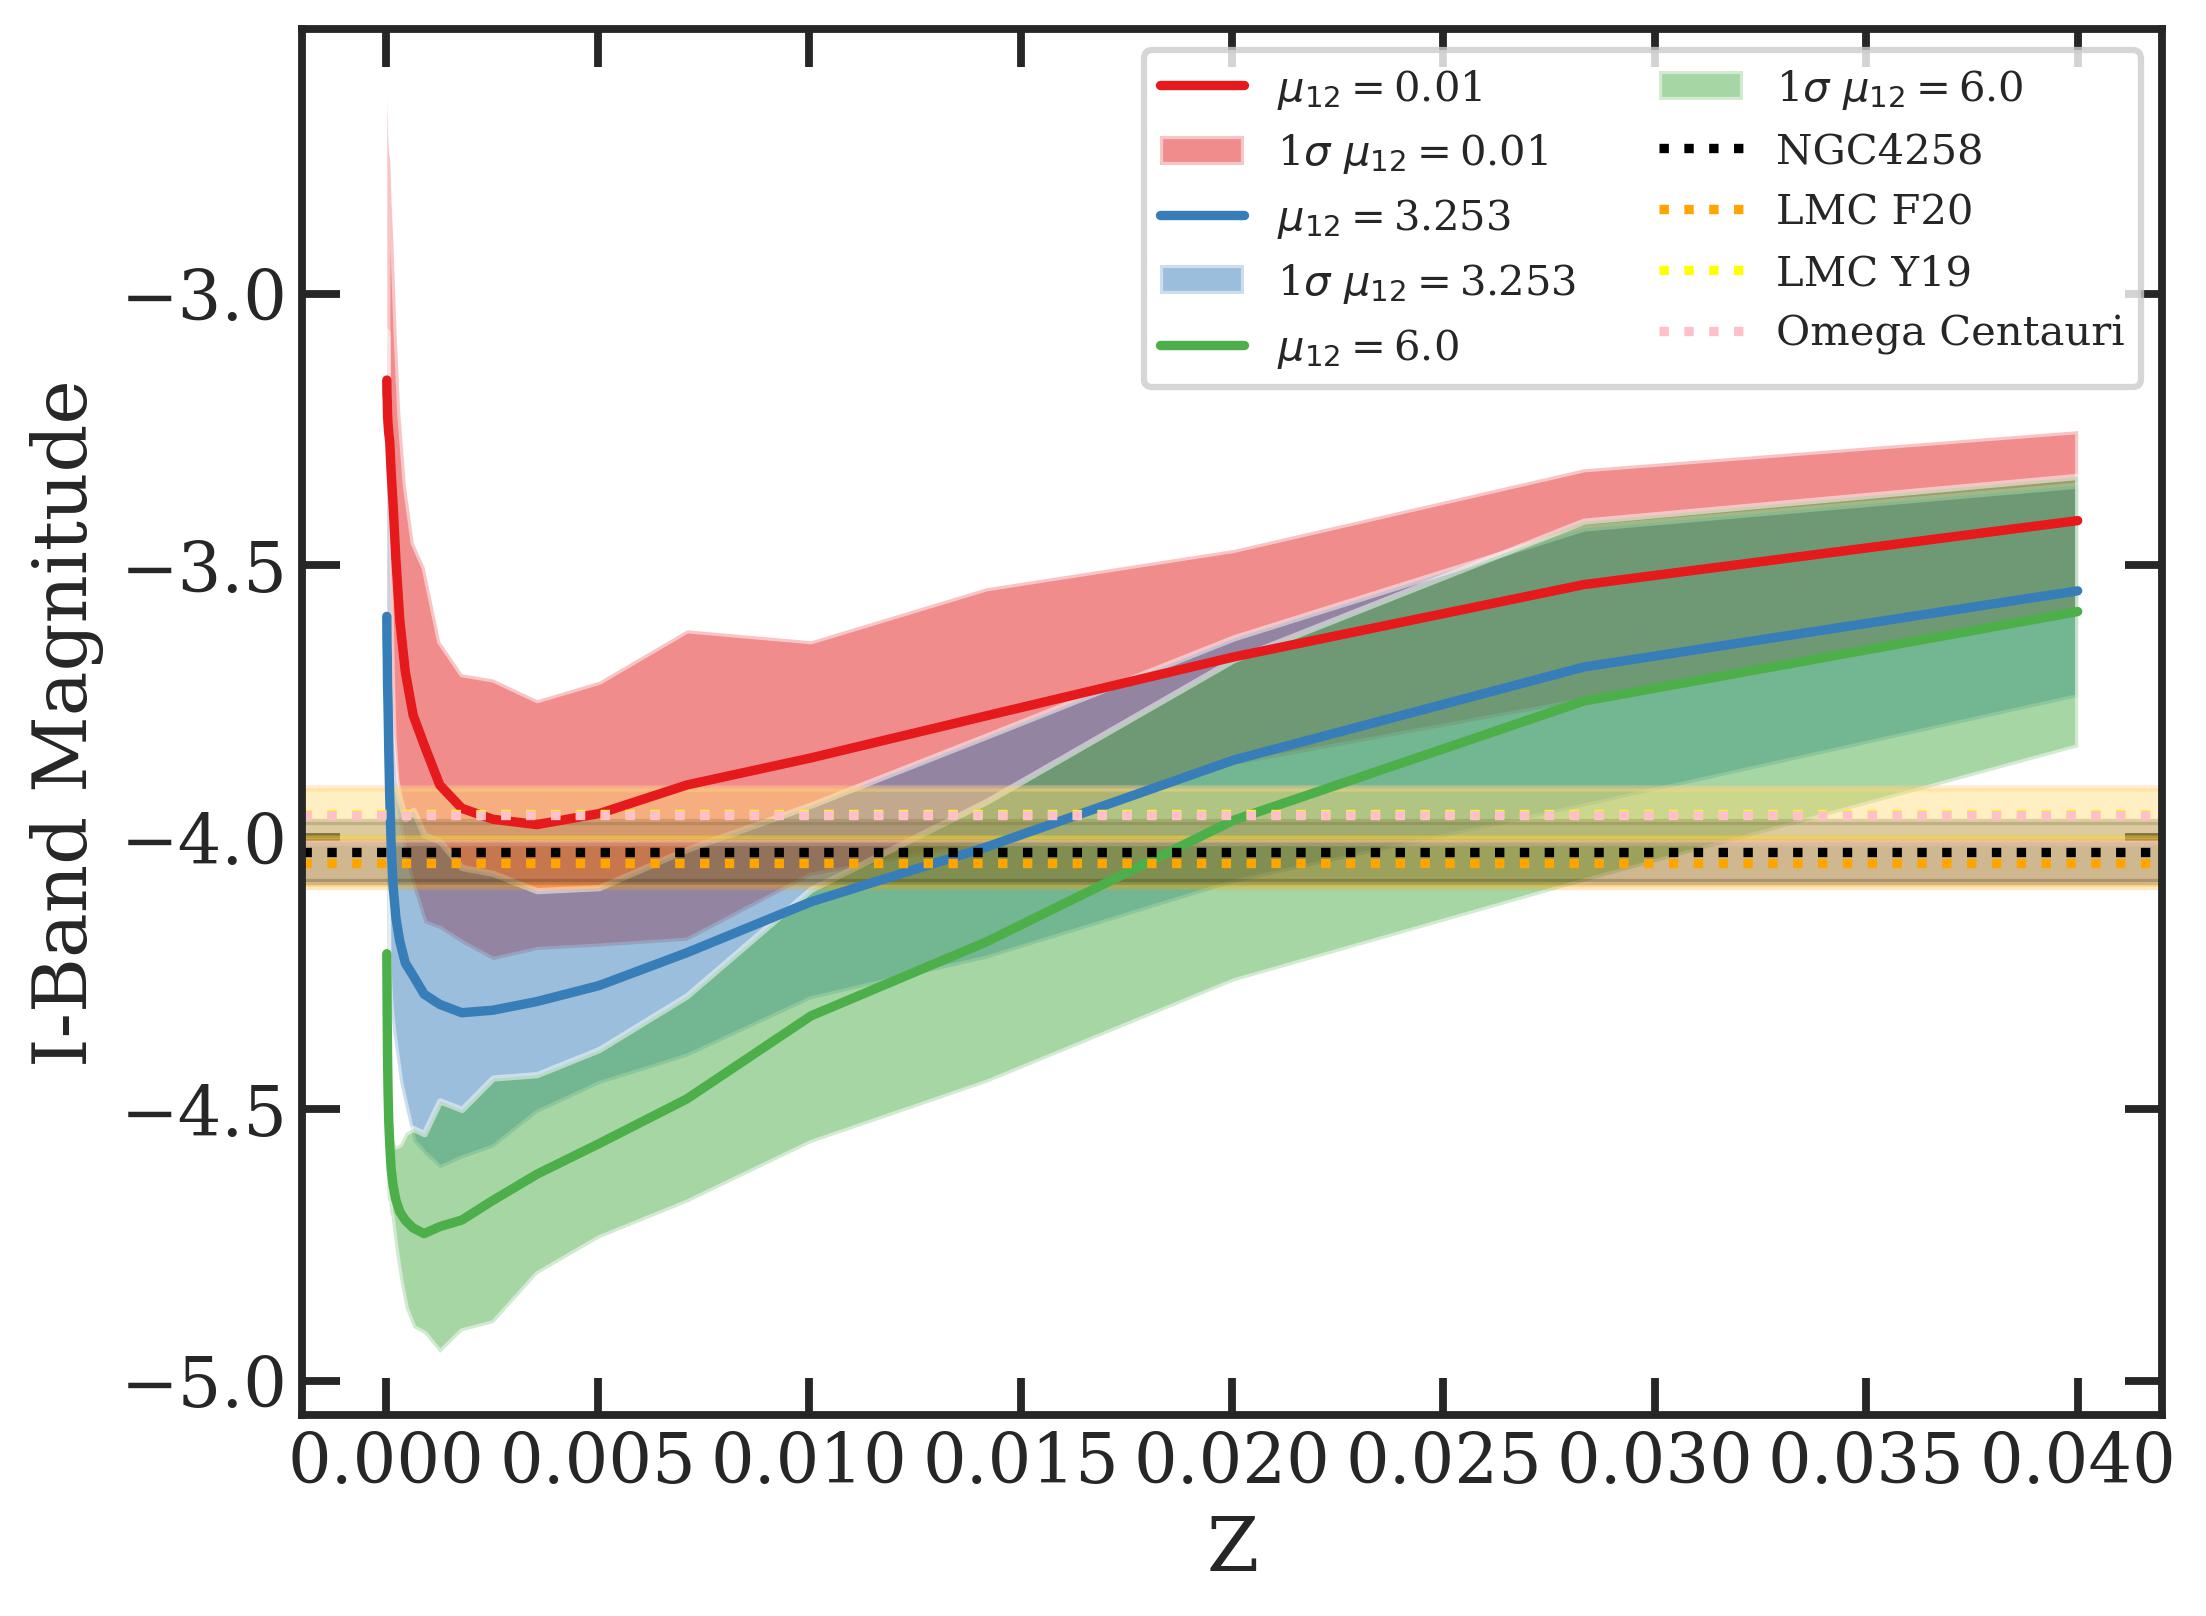 μ₁₂ = 0.01
1σ μ₁₂ = 0.01
μ₁₂ = 3.253
1σ μ₁₂ = 3.253
μ₁₂ = 6.0
1σ μ₁₂ = 6.0
NGC4258
LMC F20
LMC Y19
Omega Centauri
I-Band Magnitude
−3.0
−3.5
−4.0
−4.5
−5.0
0.000 0.005 0.010 0.015 0.020 0.025 0.030 0.035 0.040
Z